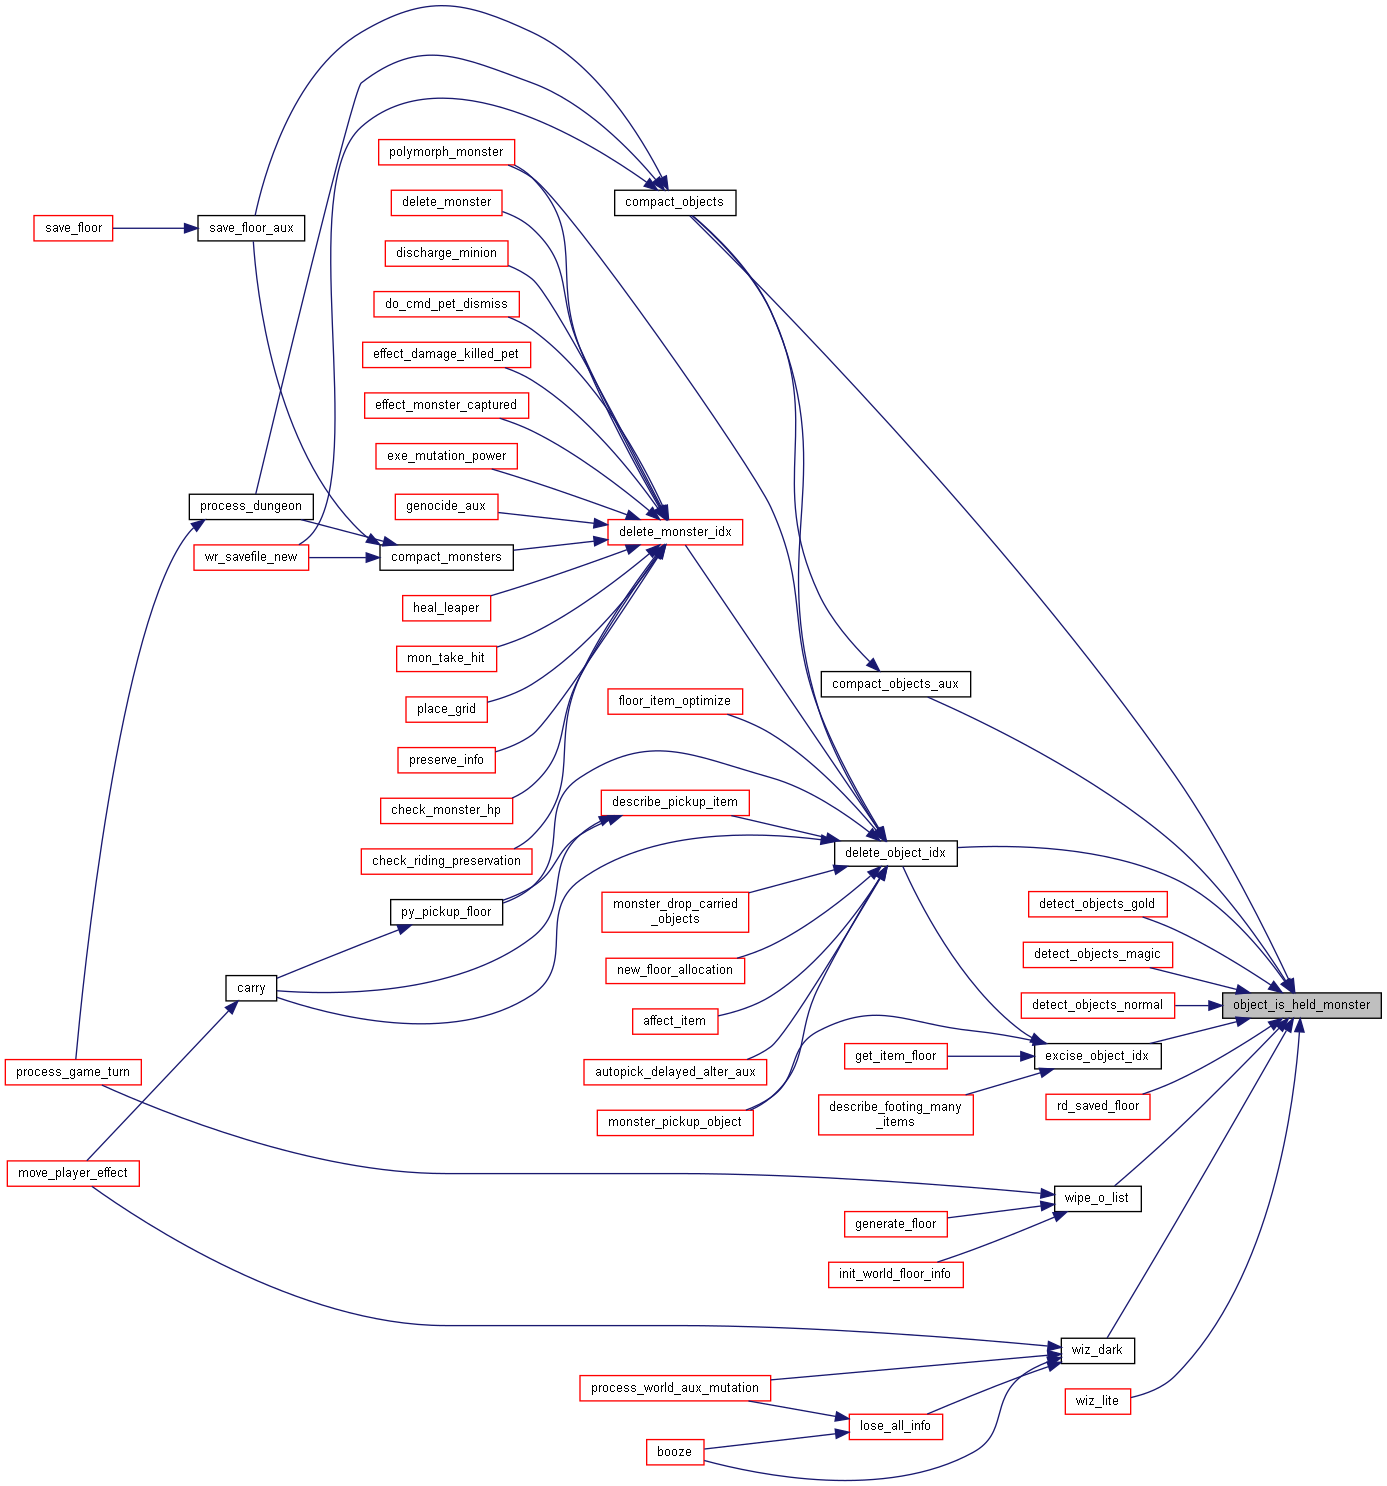 polymorph_monster
delete_monster
compact_objects
save_floor
save_floor_aux
discharge_minion
do_cmd_pet_dismiss
effect_damage_killed_pet
effect_monster_captured
exe_mutation_power
process_dungeon
genocide_aux
delete_monster_idx
wr_savefile_new
compact_monsters
heal_leaper
mon_take_hit
compact_objects_aux
place_grid
floor_item_optimize
preserve_info
check_monster_hp
describe_pickup_item
check_riding_preservation
delete_object_idx
py_pickup_floor
monster_drop_carried
_objects
detect_objects_gold
detect_objects_magic
new_floor_allocation
carry
detect_objects_normal
object_is_held_monster
affect_item
process_game_turn
autopick_delayed_alter_aux
get_item_floor
excise_object_idx
monster_pickup_object
describe_footing_many
_items
rd_saved_floor
move_player_effect
wipe_o_list
generate_floor
init_world_floor_info
wiz_dark
process_world_aux_mutation
wiz_lite
lose_all_info
booze